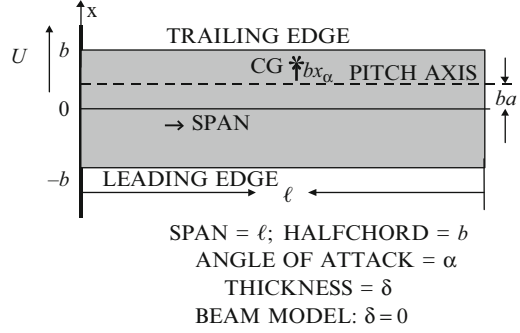 x
U
b
TRAILING EDGE
CG
bxα
PITCH AXIS
ba
0
SPAN
–b
LEADING EDGE
ℓ
SPAN = ℓ; HALFCHORD = b
ANGLE OF ATTACK = α
THICKNESS = δ
BEAM MODEL: δ = 0